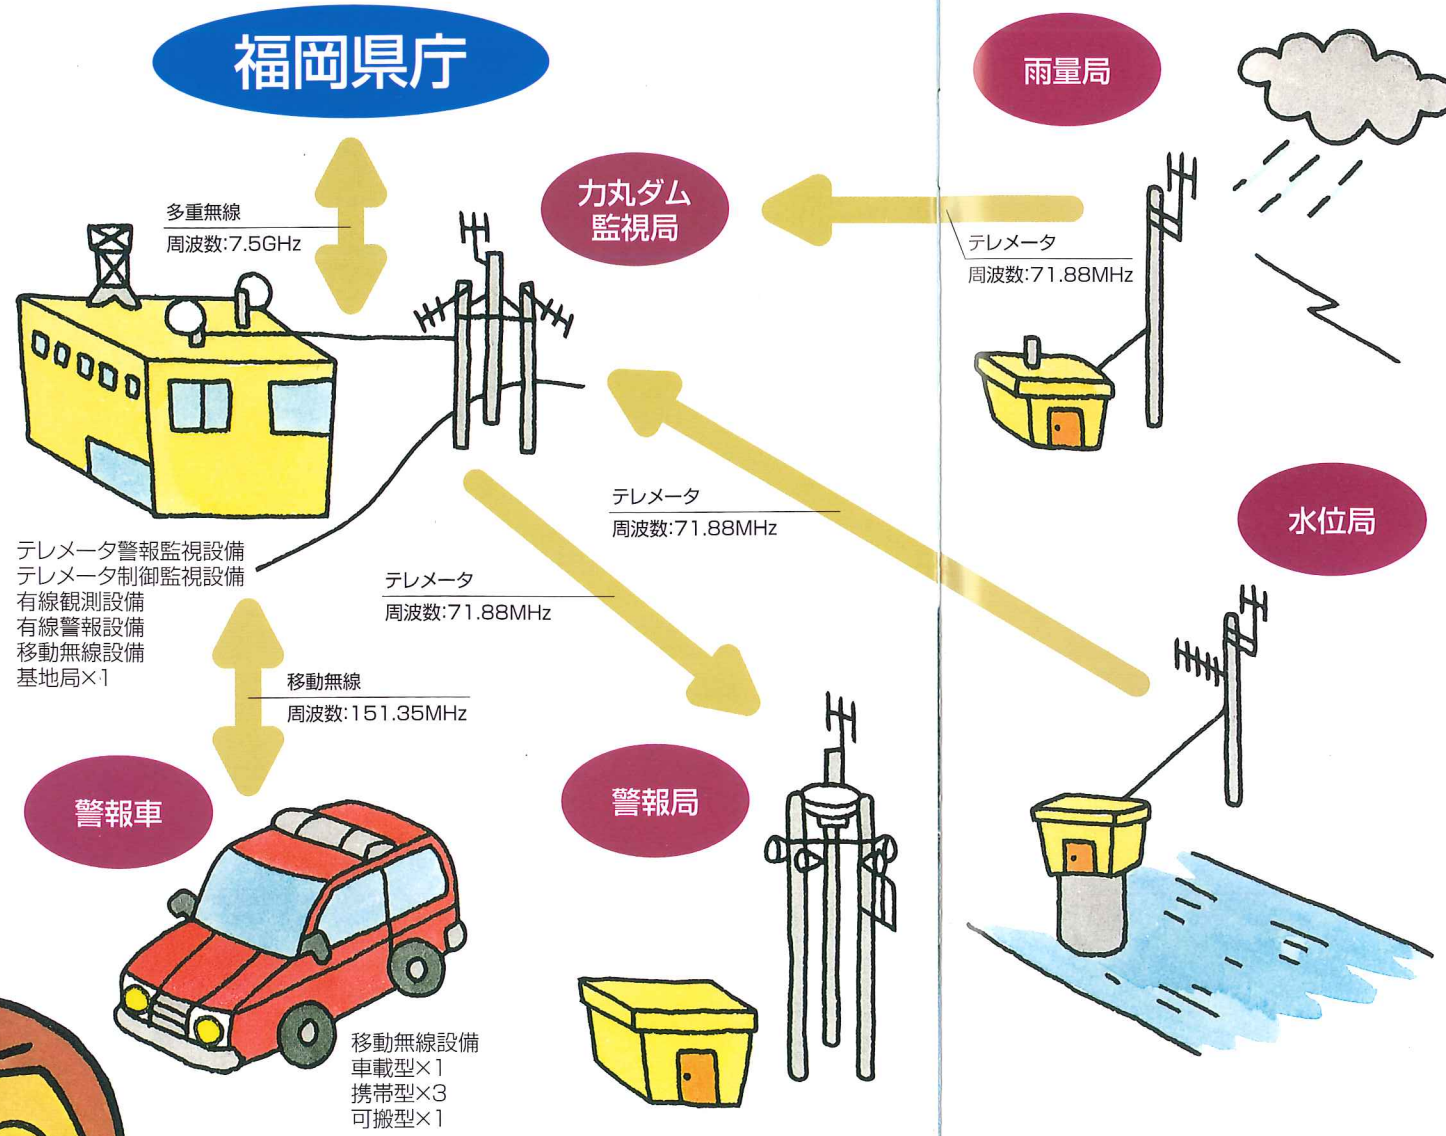 福岡県庁
雨量局
力丸ダム
監視局
多重無線
周波数:7.5GHz
テレメータ
周波数:71.88MHz
テレメータ
周波数:71.88MHz
水位局
テレメータ警報監視設備
テレメータ制御監視設備
有線観測設備
有線警報設備
移動無線設備
基地局×1
テレメータ
周波数:71.88MHz
移動無線
周波数:151.35MHz
警報車
警報局
移動無線設備
車載型×1
携帯型×3
可搬型×1